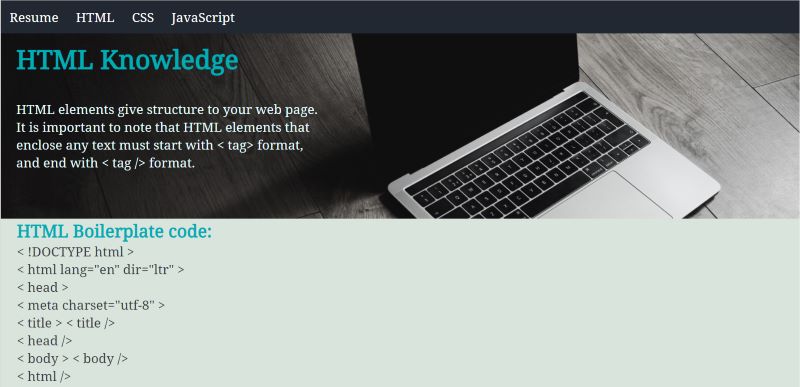 Resume HTML CSS JavaScript
HTML Knowledge
HTML elements give structure to your web page.
It is important to note that HTML elements that
enclose any text must start with < tag> format,
and end with < tag /> format.
HTML Boilerplate code:
< !DOCTYPE html >
< html lang="en" dir="ltr" >
< head >
< meta charset="utf-8" >
< title > < title />
< head />
< body > < body />
< html />